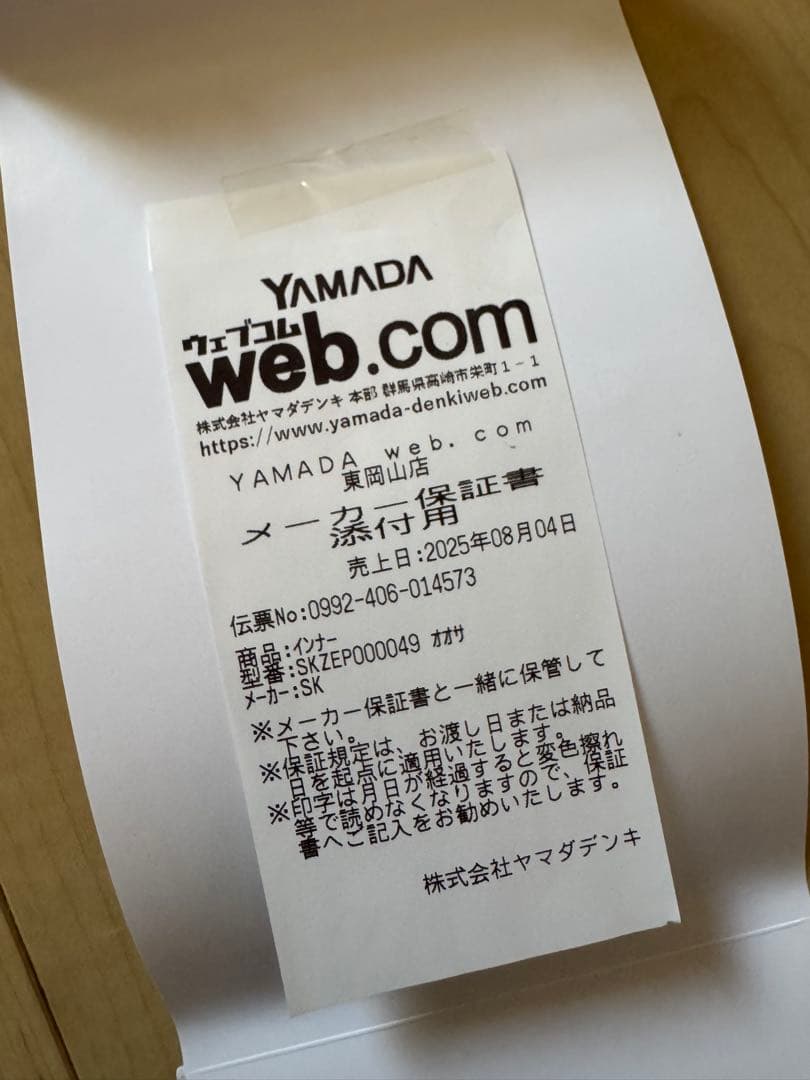 YAMADA
ウェブコム
web.com
株式会社ヤマダデンキ 本部 群馬県高崎市栄町1-1
https://www.yamada-denkiweb.com
YAMADA web.com
東岡山店
メーカー保証書
添付用
売上日:2025年08月04日
伝票No:0992-406-014573
商品:インナー
型番:SKZEP000049 オオサ
メーカー:SK
※メーカー保証書と一緒に保管して
下さい。
※保証規定は、お渡し日または納品
日を起点に適用いたします。
※印字は月日が経過すると変色擦れ
等で読めなくなりますので、保証
書へご記入をお勧めいたします。
株式会社ヤマダデンキ